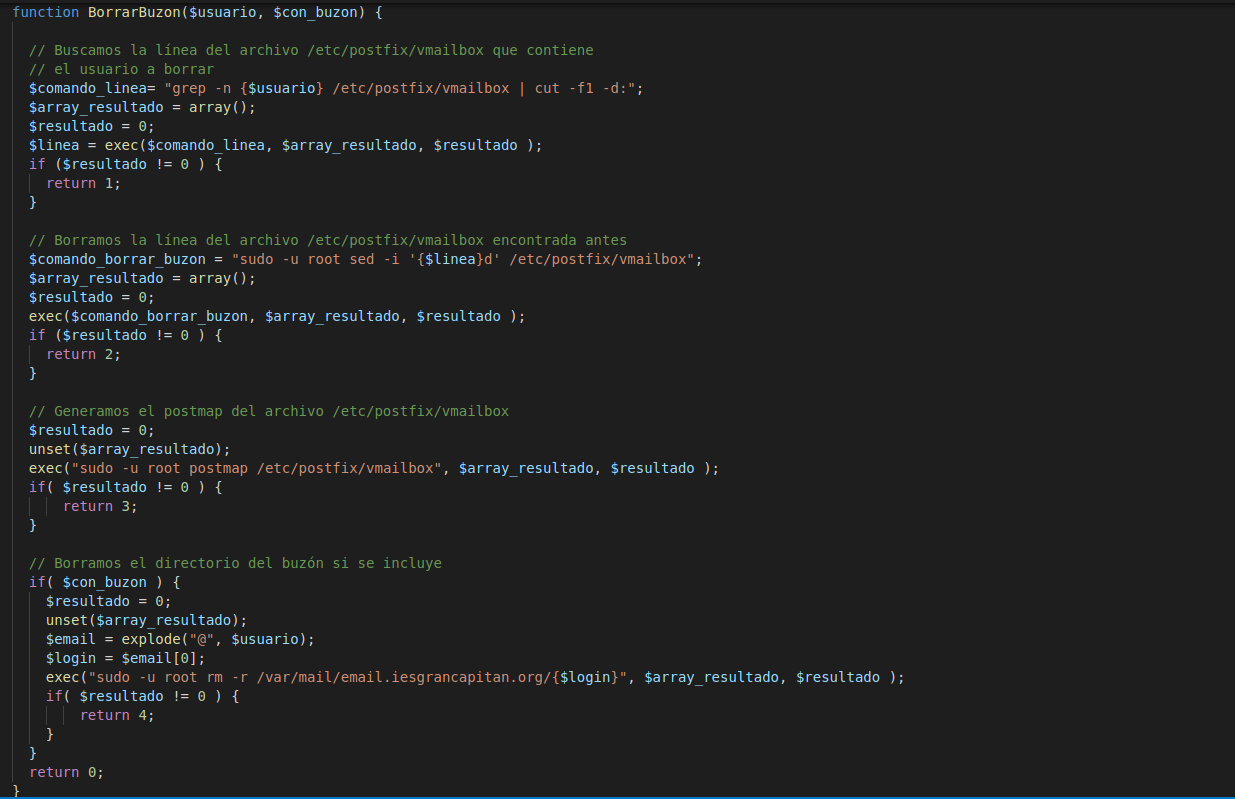 function BorrarBuzon($usuario, $con_buzon) {
// Buscamos la línea del archivo /etc/postfix/vmailbox que contiene
// el usuario a borrar
$comando_linea= "grep -n {$usuario} /etc/postfix/vmailbox | cut -f1 -d:";
$array_resultado = array();
$resultado = 0;
$linea = exec($comando_linea, $array_resultado, $resultado );
if ($resultado != 0 ) {
return 1;
}
// Borramos la línea del archivo /etc/postfix/vmailbox encontrada antes
$comando_borrar_buzon = "sudo -u root sed -i '{$linea}d' /etc/postfix/vmailbox";
$array_resultado = array();
$resultado = 0;
exec($comando_borrar_buzon, $array_resultado, $resultado );
if ($resultado != 0 ) {
return 2;
}
// Generamos el postmap del archivo /etc/postfix/vmailbox
$resultado = 0;
unset($array_resultado);
exec("sudo -u root postmap /etc/postfix/vmailbox", $array_resultado, $resultado );
if( $resultado != 0 ) {
return 3;
}
// Borramos el directorio del buzón si se incluye
if( $con_buzon ) {
$resultado = 0;
unset($array_resultado);
$email = explode("@", $usuario);
$login = $email[0];
exec("sudo -u root rm -r /var/mail/email.iesgrancapitan.org/{$login}", $array_resultado, $resultado );
if( $resultado != 0 ) {
return 4;
}
}
return 0;
}